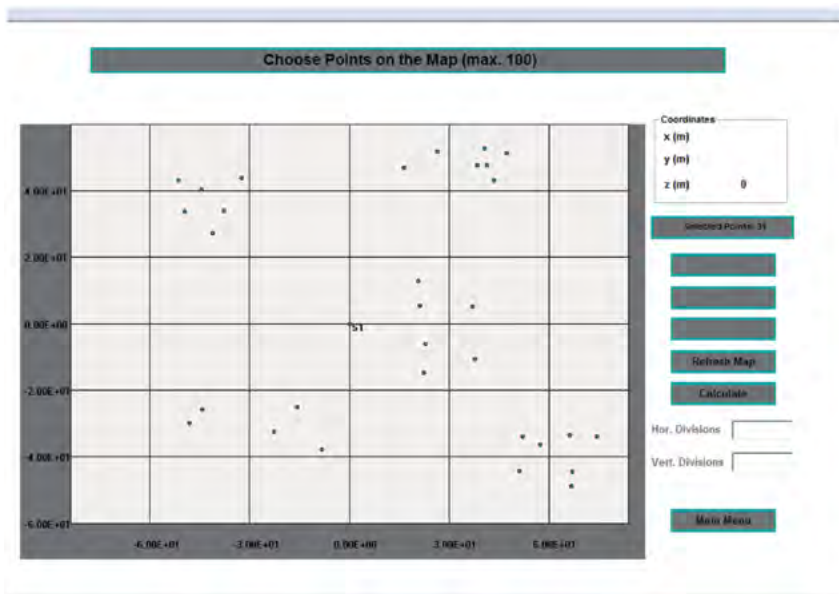 Choose Points on the Map (max. 100)
Coordinates
x (m)
y (m)
z (m) 0
Selected Points: 31
4.00E+01
2.00E+01
0.00E+00
S1
-2.00E+01
-4.00E+01
-6.00E+01
-6.00E+01
-3.00E+01
0.00E+00
3.00E+01
6.00E+01
Refresh Map
Calculate
Hor. Divisions
Vert. Divisions
Main Menu